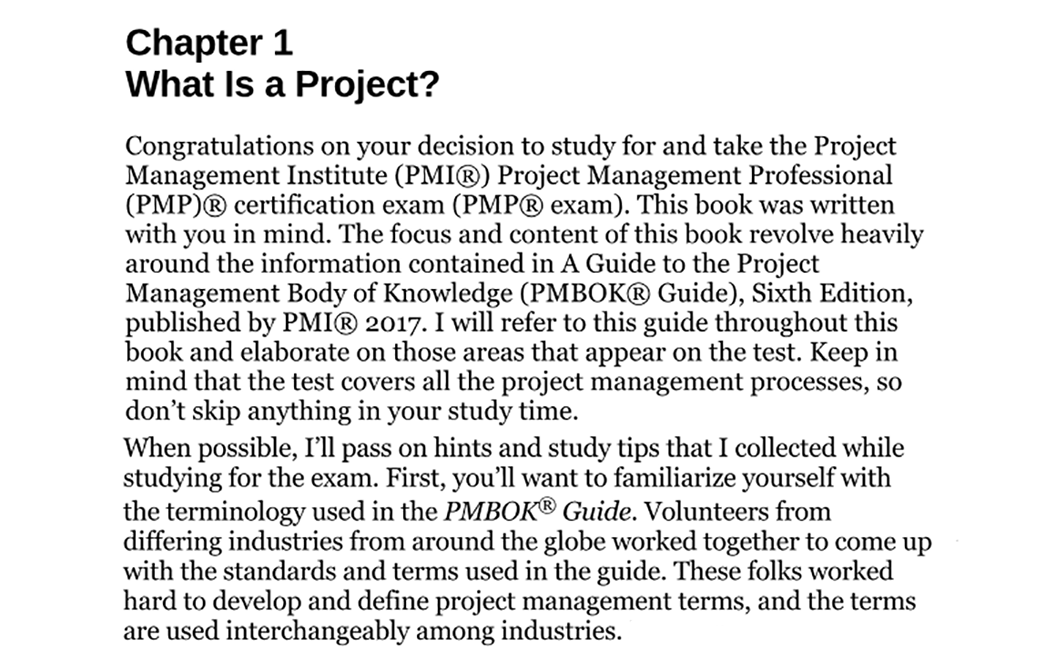 Chapter 1
What Is a Project?
Congratulations on your decision to study for and take the Project
Management Institute (PMI®) Project Management Professional
(PMP)® certification exam (PMP® exam). This book was written
with you in mind. The focus and content of this book revolve heavily
around the information contained in A Guide to the Project
Management Body of Knowledge (PMBOK® Guide), Sixth Edition,
published by PMI® 2017. I will refer to this guide throughout this
book and elaborate on those areas that appear on the test. Keep in
mind that the test covers all the project management processes, so
don’t skip anything in your study time.
When possible, I’ll pass on hints and study tips that I collected while
studying for the exam. First, you’ll want to familiarize yourself with
the terminology used in the PMBOK® Guide. Volunteers from
differing industries from around the globe worked together to come up
with the standards and terms used in the guide. These folks worked
hard to develop and define project management terms, and the terms
are used interchangeably among industries.